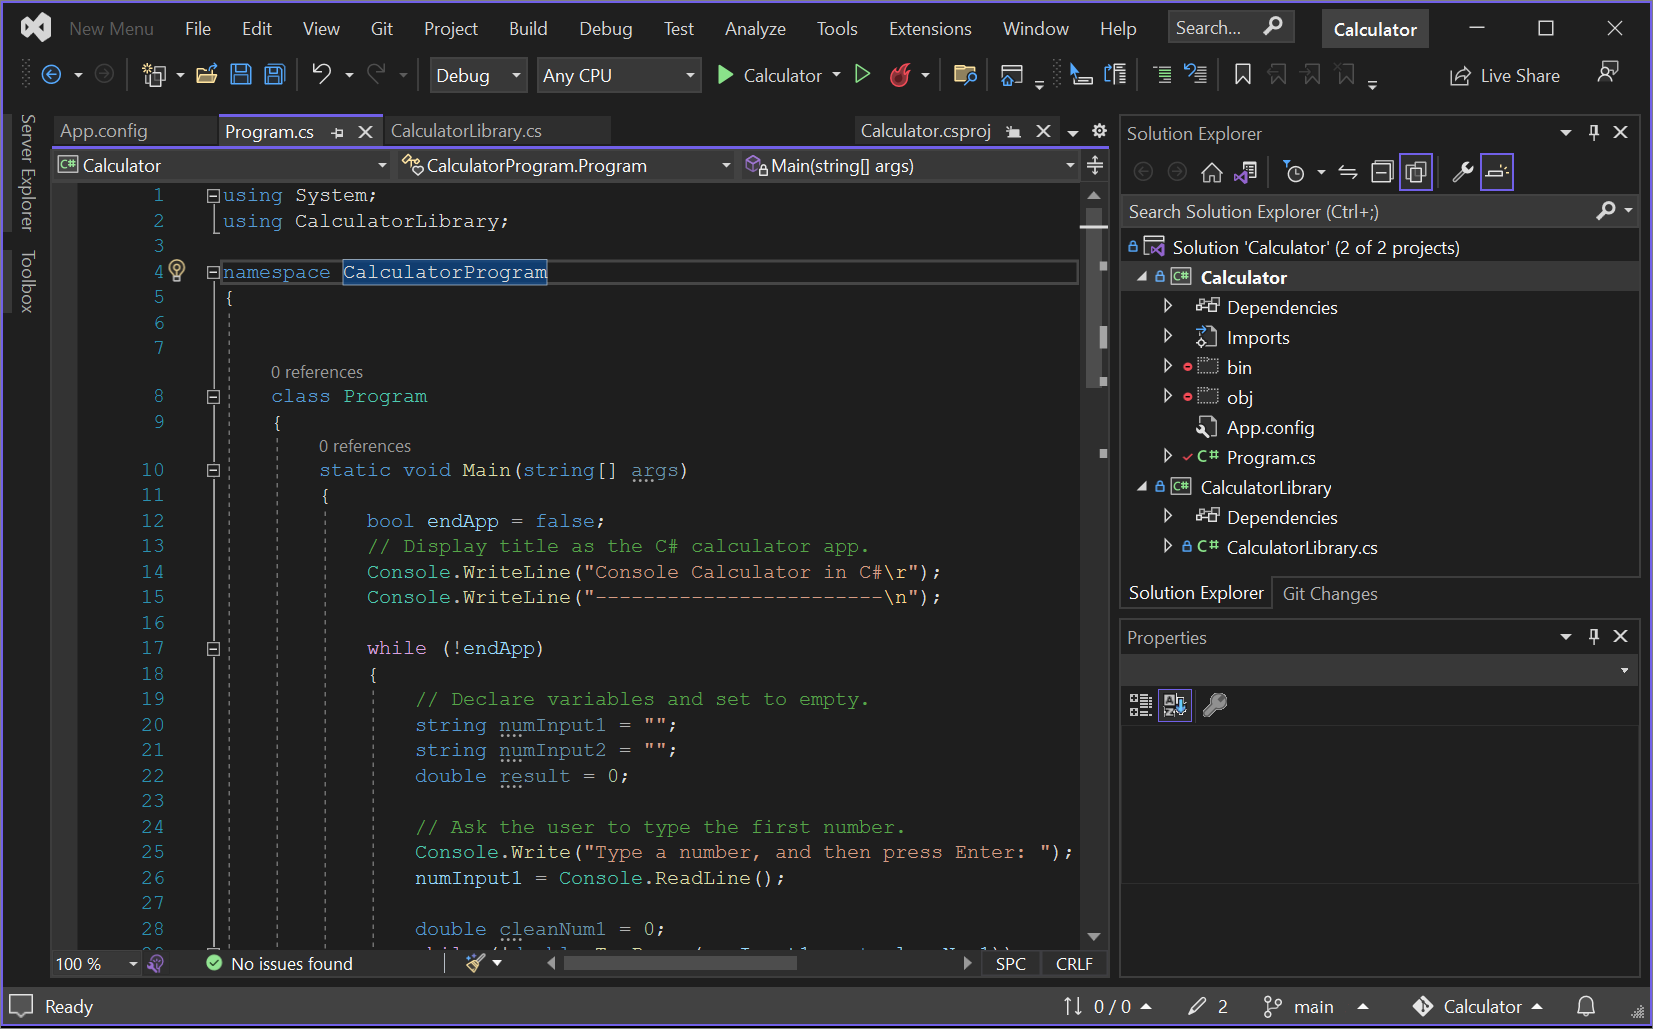 New Menu File Edit View Git Project Build Debug Test Analyze Tools Extensions Window Help Search... Calculator
Debug Any CPU Calculator Live Share
Server Explorer
Toolbox
App.config Program.cs CalculatorLibrary.cs Calculator.csproj
C# Calculator CalculatorProgram.Program Main(string[] args)
1 using System;
2 using CalculatorLibrary;
3
4 namespace CalculatorProgram
5 {
6
7
0 references
8 class Program
9 {
0 references
10 static void Main(string[] args)
11 {
12 bool endApp = false;
13 // Display title as the C# calculator app.
14 Console.WriteLine("Console Calculator in C#\r");
15 Console.WriteLine("------------------------\n");
16
17 while (!endApp)
18 {
19 // Declare variables and set to empty.
20 string numInput1 = "";
21 string numInput2 = "";
22 double result = 0;
23
24 // Ask the user to type the first number.
25 Console.Write("Type a number, and then press Enter: ");
26 numInput1 = Console.ReadLine();
27
28 double cleanNum1 = 0;
100 % No issues found SPC CRLF
Solution Explorer
Search Solution Explorer (Ctrl+;)
Solution 'Calculator' (2 of 2 projects)
C# Calculator
Dependencies
Imports
bin
obj
App.config
C# Program.cs
C# CalculatorLibrary
Dependencies
C# CalculatorLibrary.cs
Solution Explorer Git Changes
Properties
Ready 0 / 0 2 main Calculator